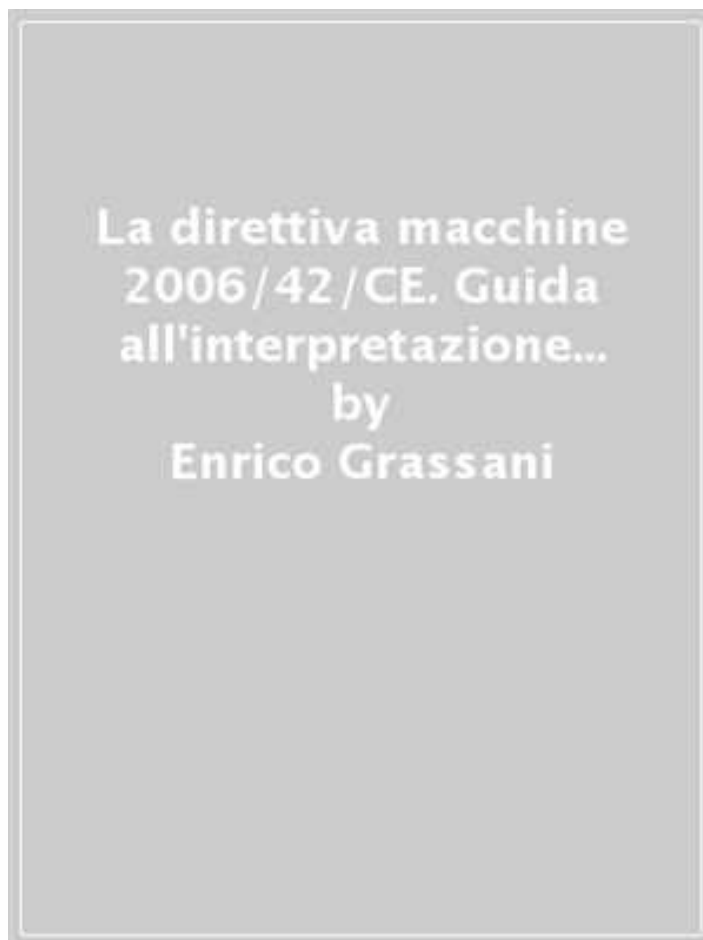 La direttiva macchine
2006/42/CE. Guida
all'interpretazione...
by
Enrico Grassani